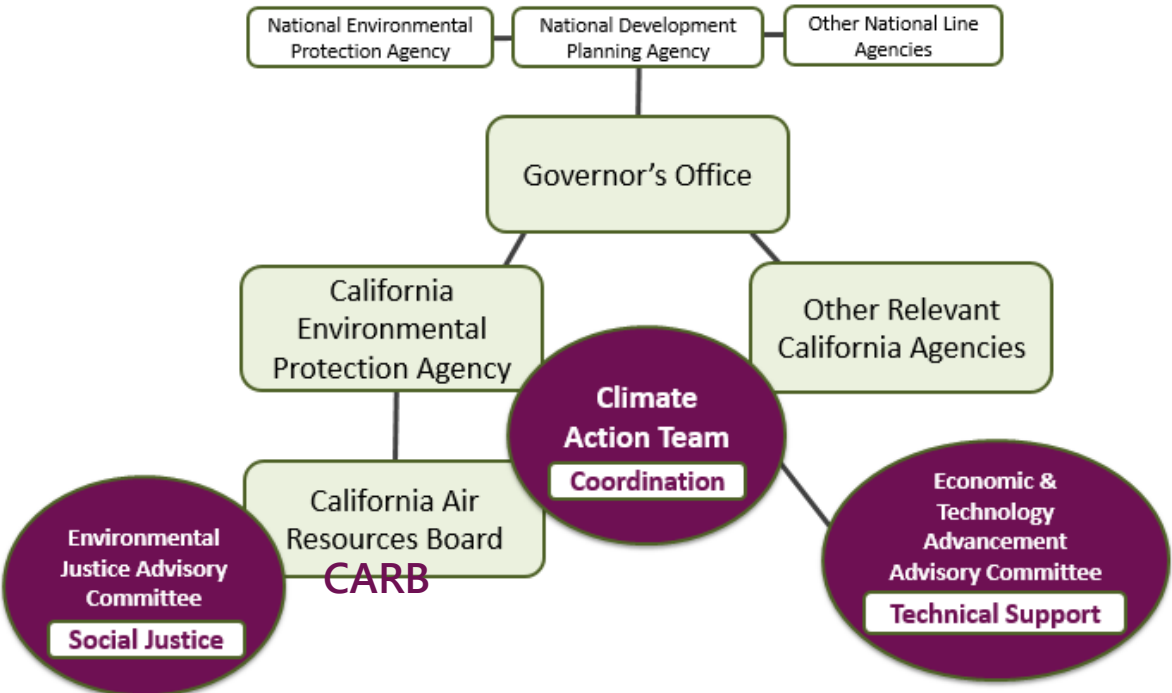 National Environmental
Protection Agency
National Development
Planning Agency
Other National Line
Agencies
Governor’s Office
California
Environmental
Protection Agency
Other Relevant
California Agencies
Climate
Action Team
Coordination
California Air
Resources Board
CARB
Environmental
Justice Advisory
Committee
Social Justice
Economic &
Technology
Advancement
Advisory Committee
Technical Support